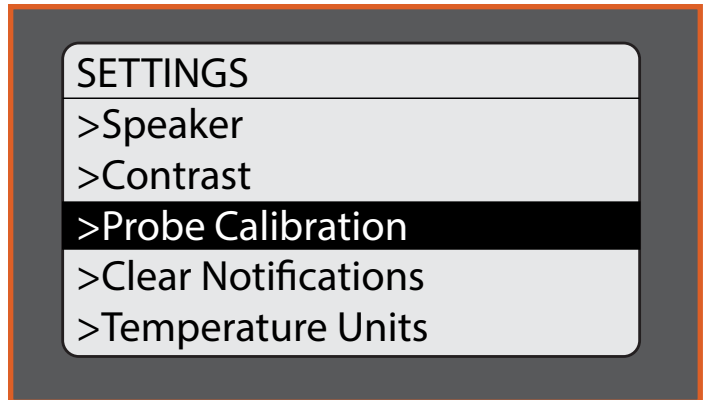 SETTINGS
>Speaker
>Contrast
>Probe Calibration
>Clear Notifications
>Temperature Units